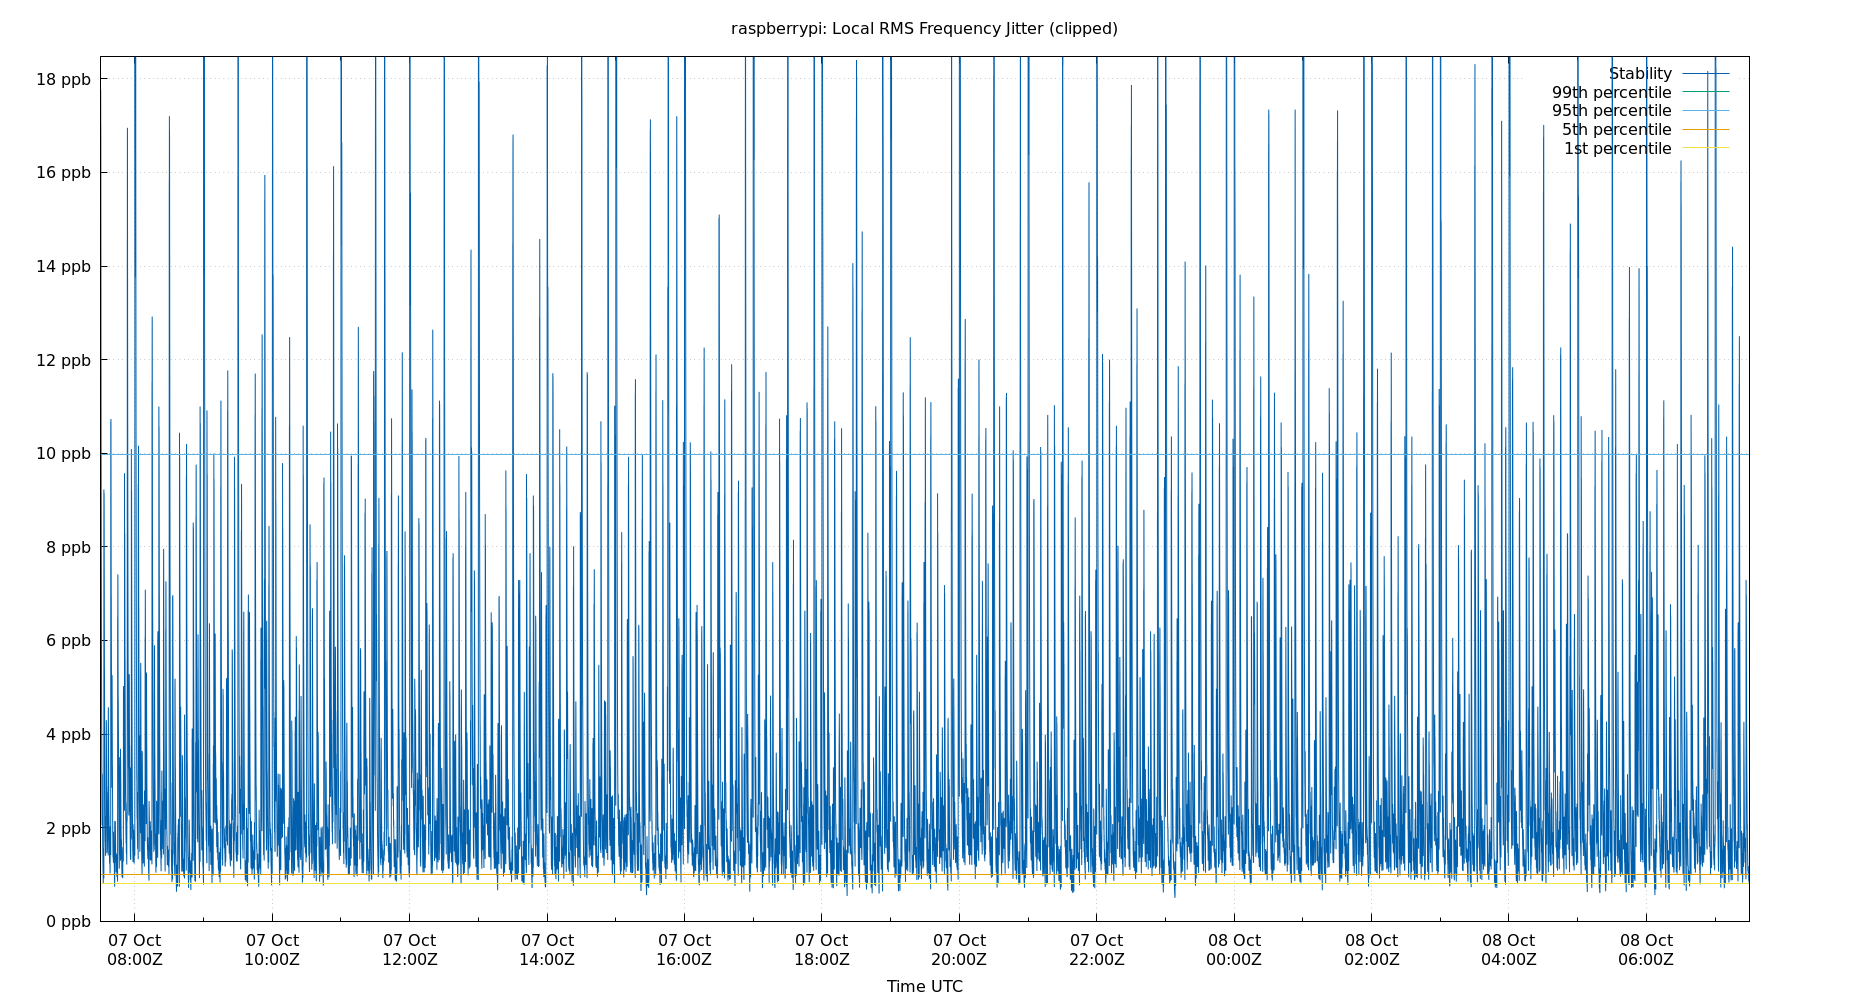 raspberrypi: Local RMS Frequency Jitter (clipped)
18 ppb
16 ppb
14 ppb
12 ppb
10 ppb
8 ppb
6 ppb
4 ppb
2 ppb
0 ppb
Stability
99th percentile
95th percentile
5th percentile
1st percentile
07 Oct 07 Oct 07 Oct 07 Oct 07 Oct 07 Oct 07 Oct 07 Oct 08 Oct 08 Oct 08 Oct 08 Oct
08:00Z 10:00Z 12:00Z 14:00Z 16:00Z 18:00Z 20:00Z 22:00Z 00:00Z 02:00Z 04:00Z 06:00Z
Time UTC